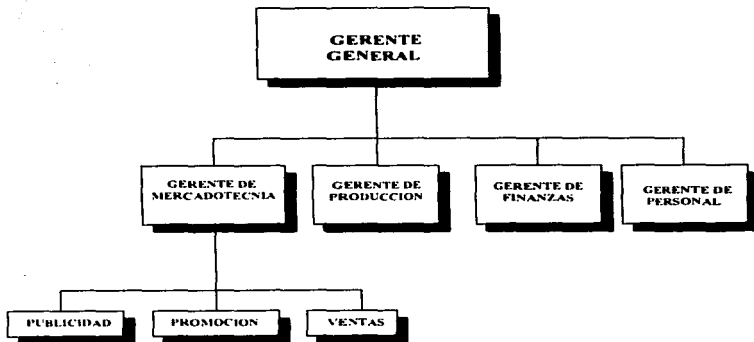 GERENTE
GENERAL
GERENTE DE
MERCADOTECNIA
GERENTE DE
PRODUCCION
GERENTE DE
FINANZAS
GERENTE DE
PERSONAL
PUBLICIDAD
PROMOCION
VENTAS